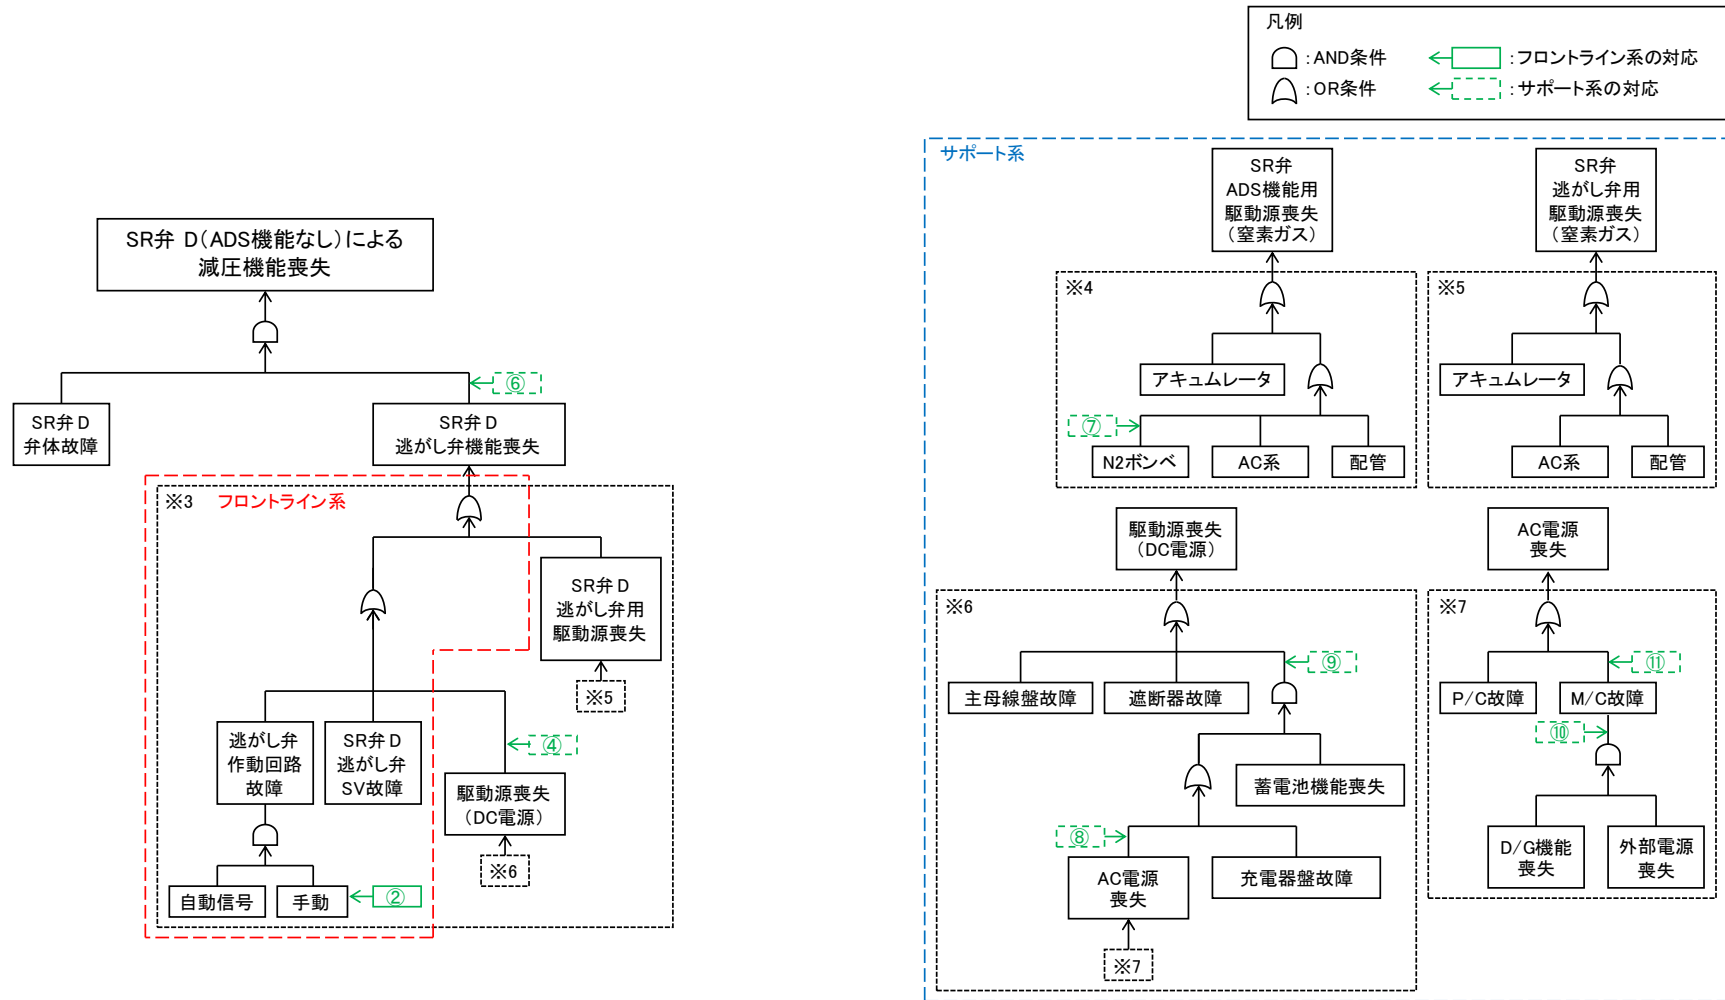 凡例
:AND条件
:フロントライン系の対応
:OR条件
:サポート系の対応
SR弁 D(ADS機能なし)による
減圧機能喪失
⑥
SR弁 D
弁体故障
SR弁 D
逃がし弁機能喪失
※3
フロントライン系
SR弁 D
逃がし弁用
駆動源喪失
※5
逃がし弁
作動回路
故障
SR弁 D
逃がし弁
SV故障
④
駆動源喪失
(DC電源)
※6
自動信号
手動
②
サポート系
SR弁
ADS機能用
駆動源喪失
(窒素ガス)
※4
アキュムレータ
⑦
N2ボンベ
AC系
配管
SR弁
逃がし弁用
駆動源喪失
(窒素ガス)
※5
アキュムレータ
AC系
配管
駆動源喪失
(DC電源)
※6
⑨
主母線盤故障
遮断器故障
蓄電池機能喪失
⑧
AC電源
喪失
充電器盤故障
※7
AC電源
喪失
※7
⑪
P/C故障
M/C故障
⑩
D/G機能
喪失
外部電源
喪失